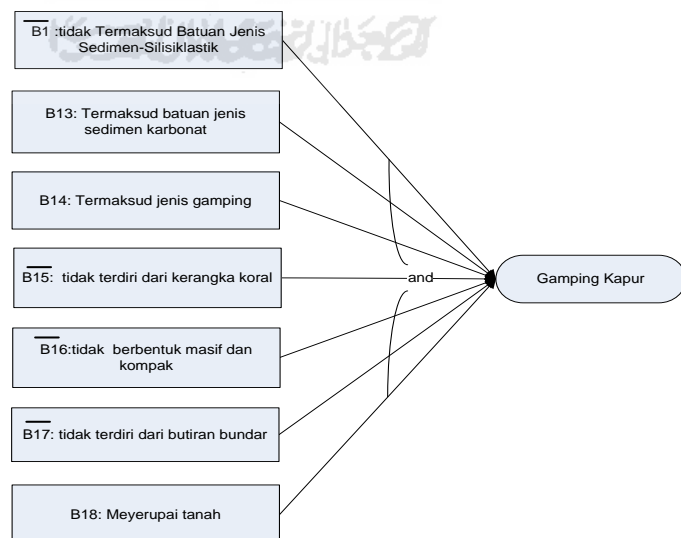 B1 :tidak Termaksud Batuan Jenis
Sedimen-Silisiklastik
B13: Termaksud batuan jenis
sedimen karbonat
B14: Termaksud jenis gamping
B15: tidak terdiri dari kerangka koral
B16:tidak berbentuk masif dan
kompak
B17: tidak terdiri dari butiran bundar
B18: Meyerupai tanah
and
Gamping Kapur